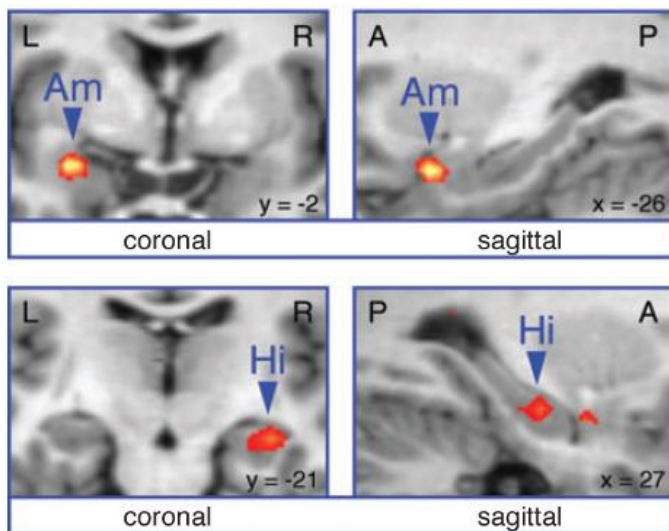 L R A P
Am Am
y = -2 x = -26
coronal sagittal
L R P A
Hi Hi
y = -21 x = 27
coronal sagittal